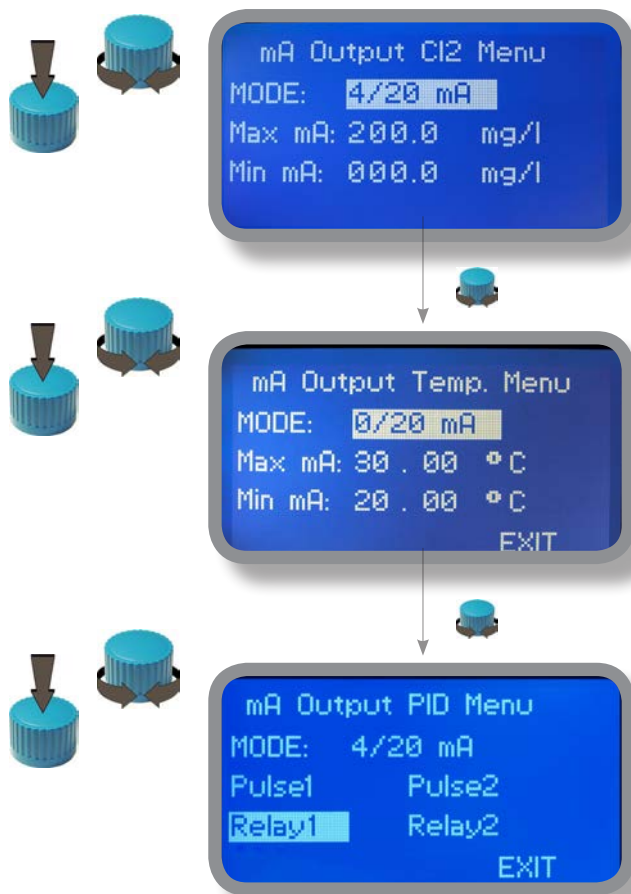 mA Output Cl2 Menu
MODE: 4/20 mA
Max mA: 200.0 mg/l
Min mA: 000.0 mg/l
mA Output Temp. Menu
MODE: 0/20 mA
Max mA: 30 . 00 °C
Min mA: 20 . 00 °C
EXIT
mA Output PID Menu
MODE: 4/20 mA
Pulse1 Pulse2
Relay1 Relay2
EXIT